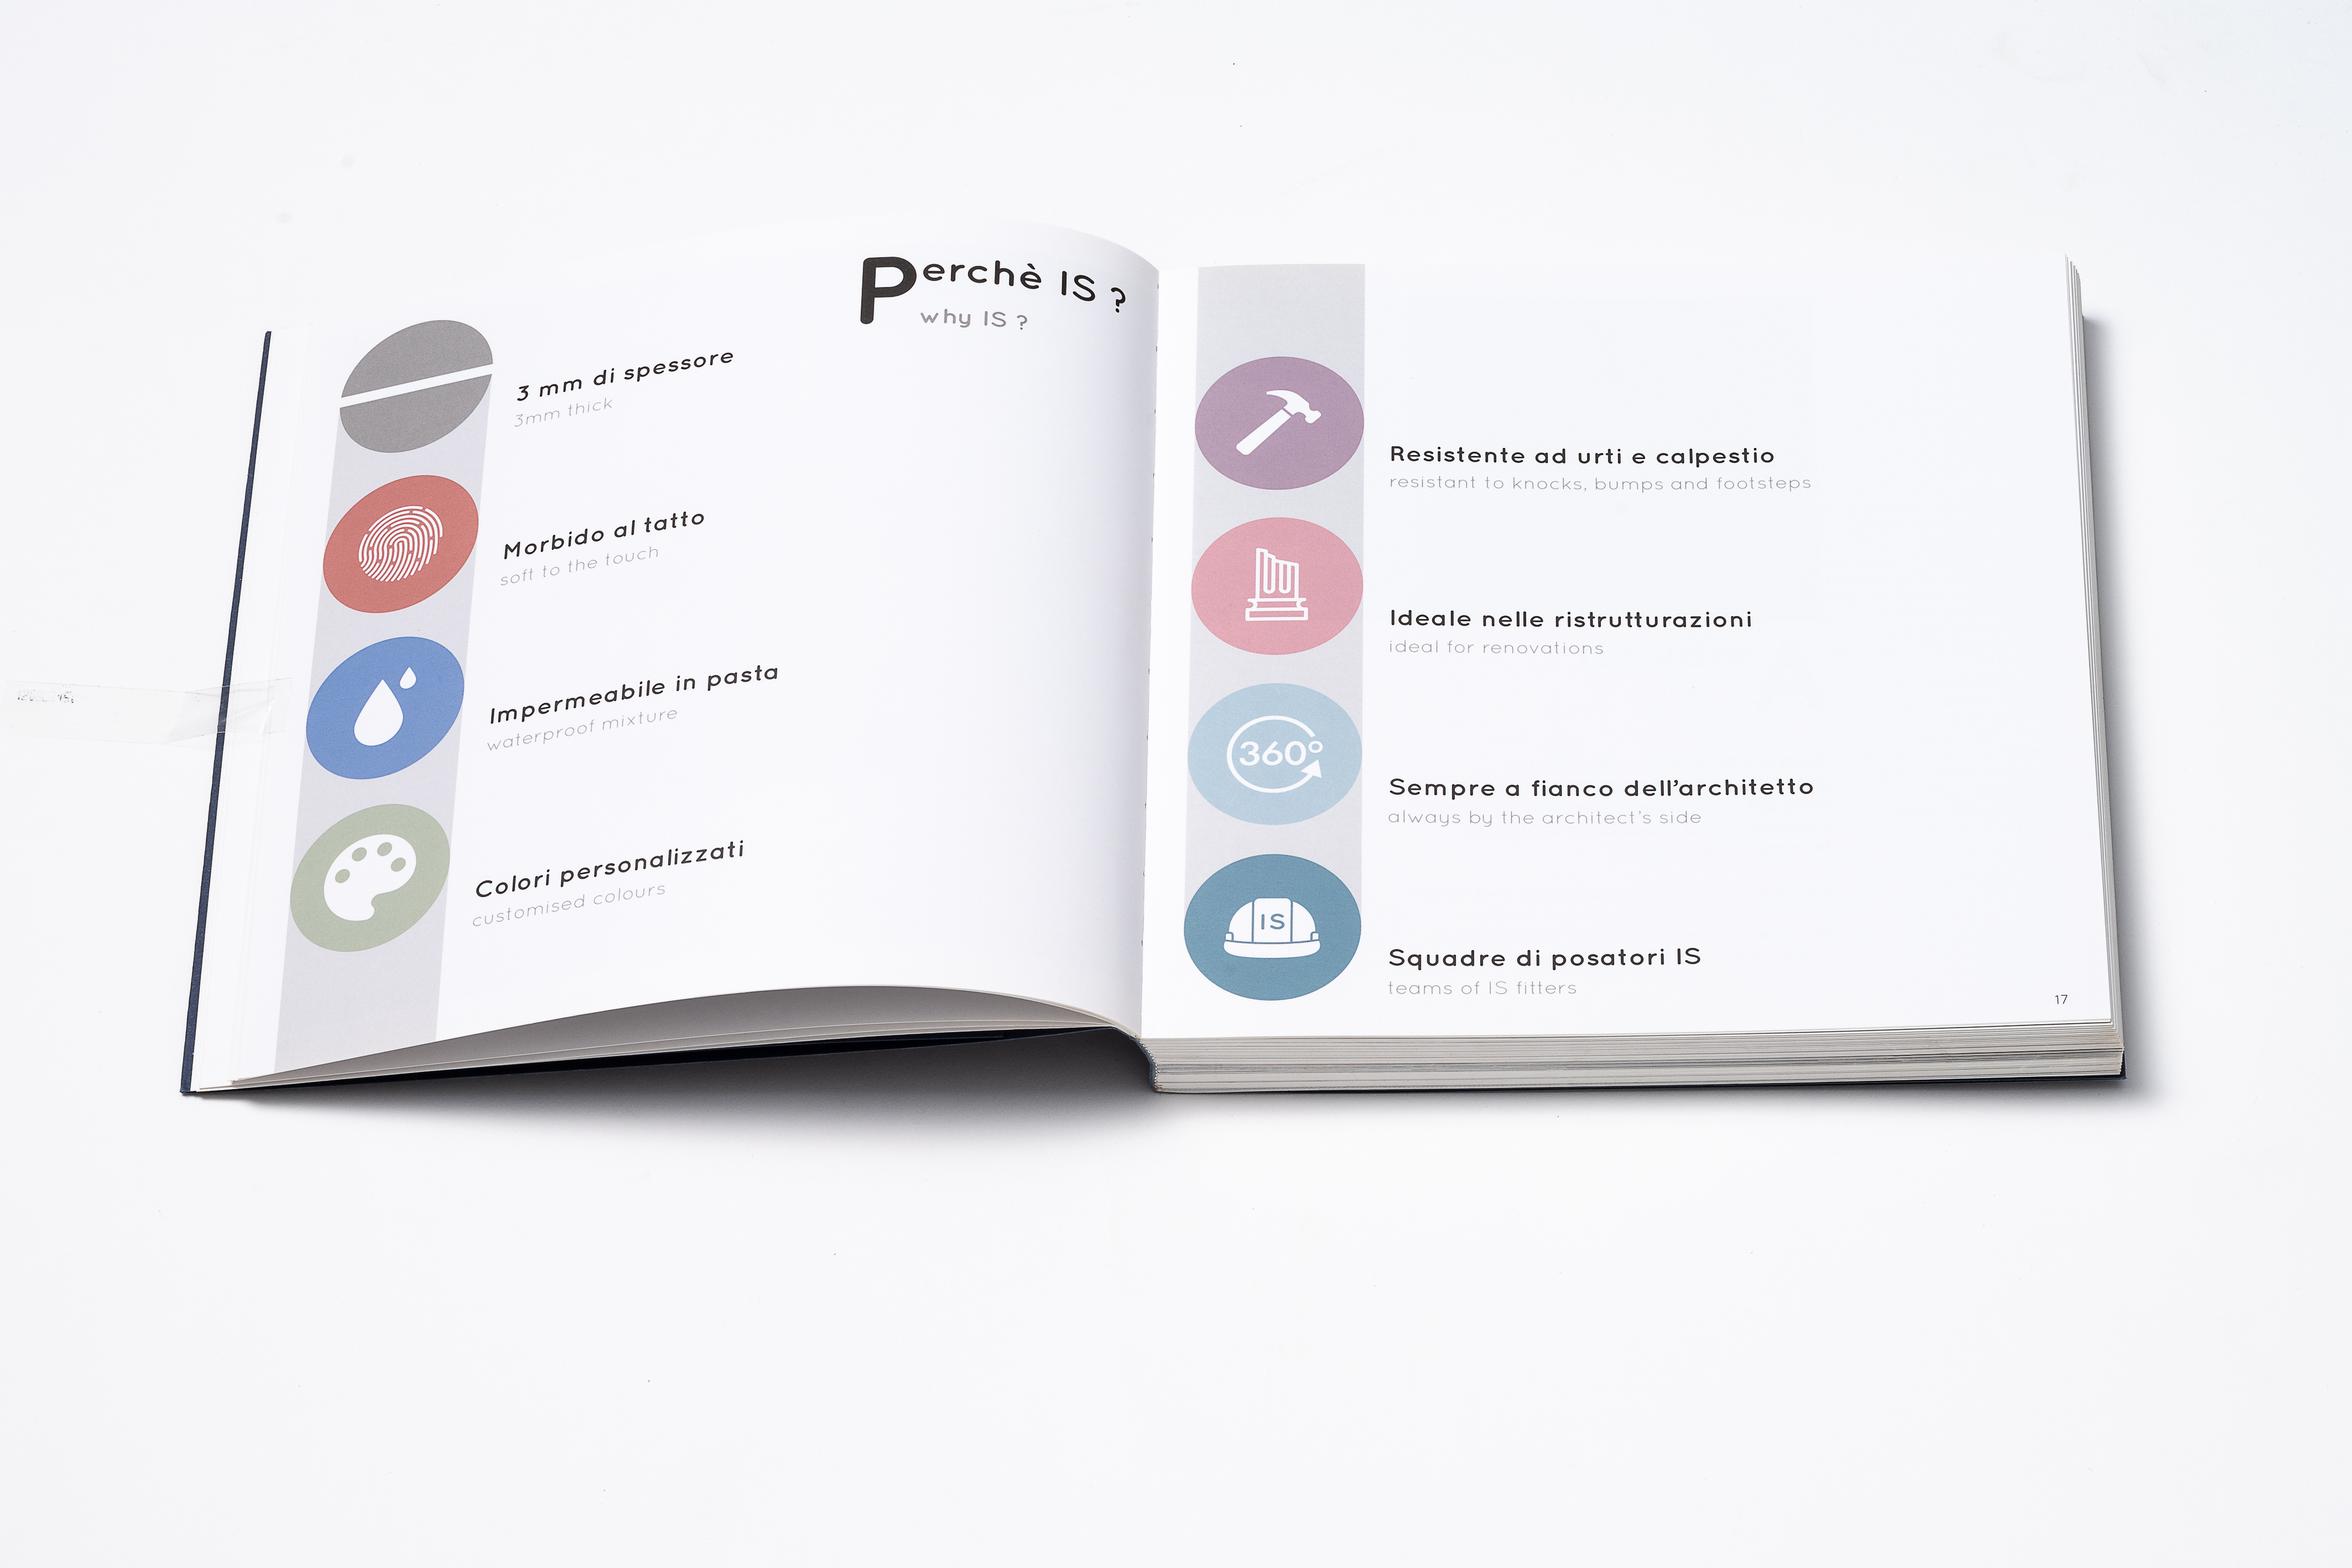 Perchè IS ?
why IS ?
3 mm di spessore
3mm thick
Morbido al tatto
soft to the touch
Impermeabile in pasta
waterproof mixture
Colori personalizzati
customised colours
Resistente ad urti e calpestio
resistant to knocks, bumps and footsteps
Ideale nelle ristrutturazioni
ideal for renovations
360°
Sempre a fianco dell'architetto
always by the architect's side
IS
Squadre di posatori IS
teams of IS fitters
17